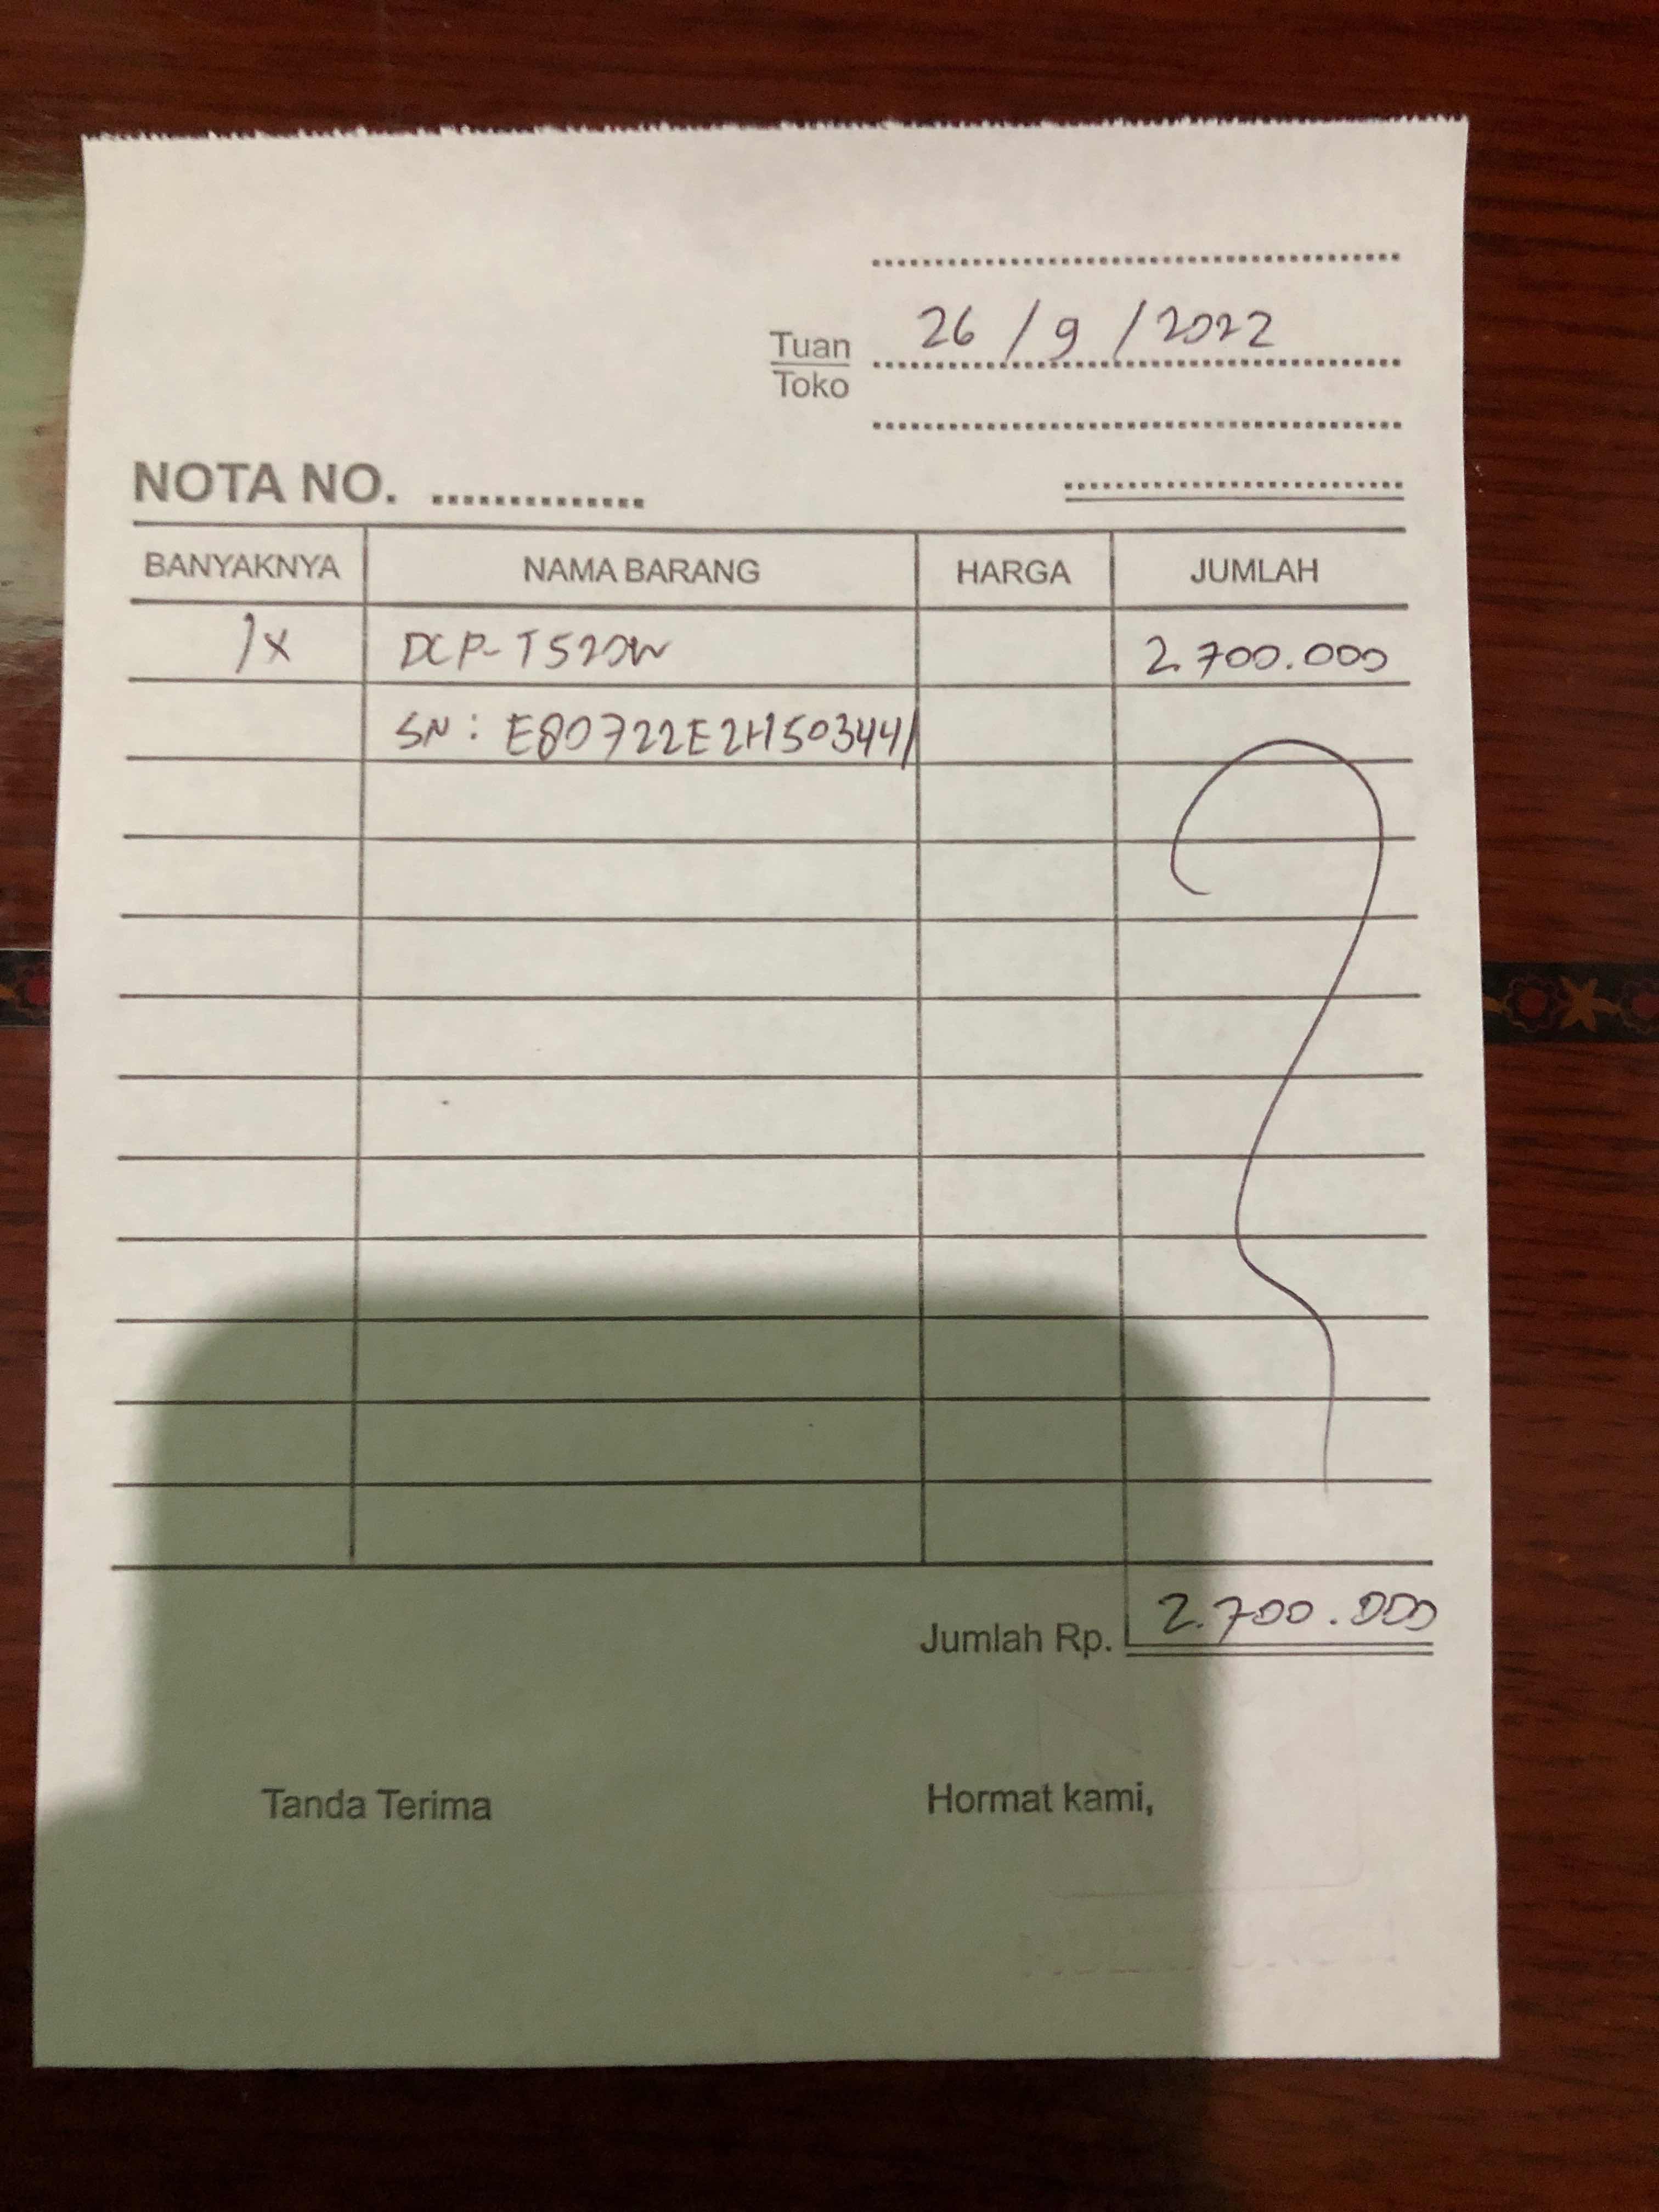 26/9/2022
Tuan
Toko
NOTA NO.
BANYAKNYA NAMA BARANG HARGA JUMLAH
1x DCP-T520W 2.700.000
SN: E80722E2H503441
Jumlah Rp. 2.700.000
Tanda Terima Hormat kami,